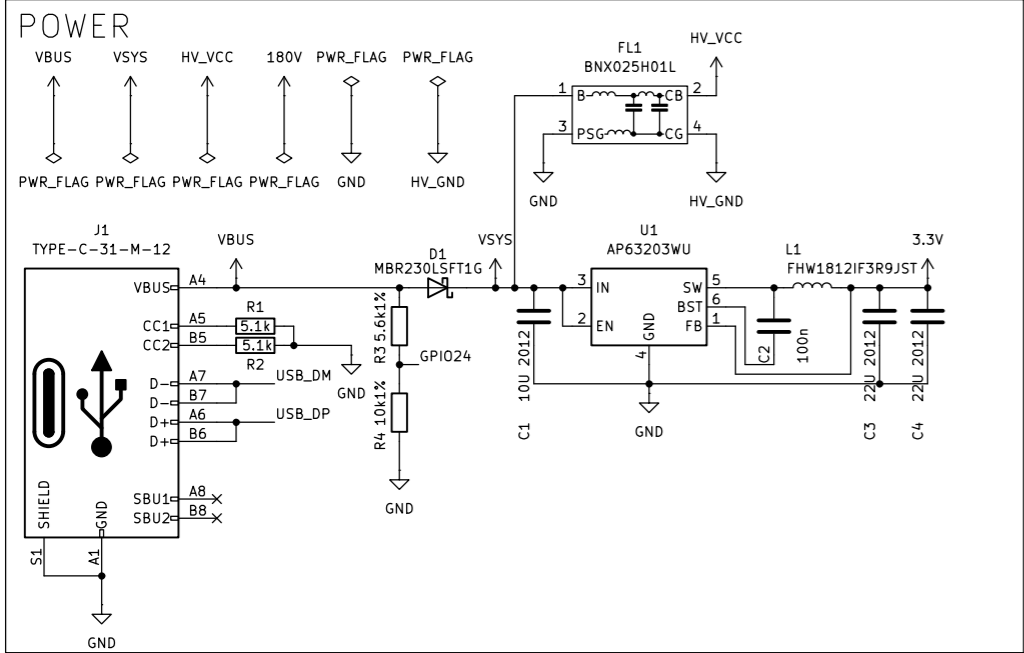 POWER
VBUS
VSYS
HV_VCC
180V
PWR_FLAG
PWR_FLAG
PWR_FLAG
PWR_FLAG
PWR_FLAG
PWR_FLAG
GND
HV_GND
FL1
BNX025H01L
HV_VCC
1
B
CB
2
3
PSG
CG
4
GND
HV_GND
J1
TYPE-C-31-M-12
VBUS
VBUS
A4
CC1
A5
CC2
B5
D-
A7
D-
B7
D+
A6
D+
B6
SBU1
A8
SBU2
B8
SHIELD
GND
S1
A1
GND
R1
5.1k
5.1k
R2
GND
USB_DM
USB_DP
D1
MBR230LSFT1G
R3 5.6k1%
GPIO24
R4 10k1%
GND
VSYS
C1 10U 2012
U1
AP63203WU
3
IN
2
EN
GND
4
SW
5
BST
6
FB
1
GND
C2 100n
L1
FHW1812IF3R9JST
3.3V
C3 22U 2012
C4 22U 2012